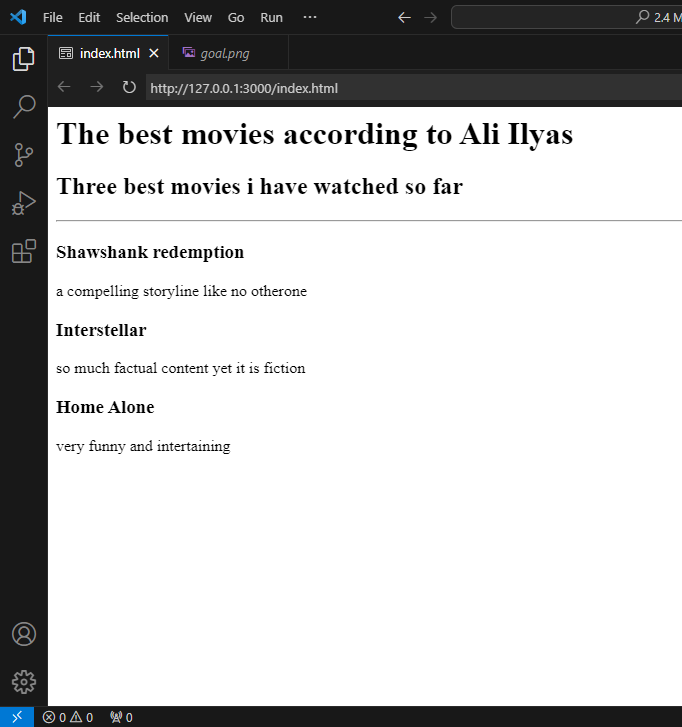 File Edit Selection View Go Run ··· 2.4 M
index.html goal.png
http://127.0.0.1:3000/index.html
The best movies according to Ali Ilyas
Three best movies i have watched so far
Shawshank redemption
a compelling storyline like no otherone
Interstellar
so much factual content yet it is fiction
Home Alone
very funny and intertaining
0 0 0